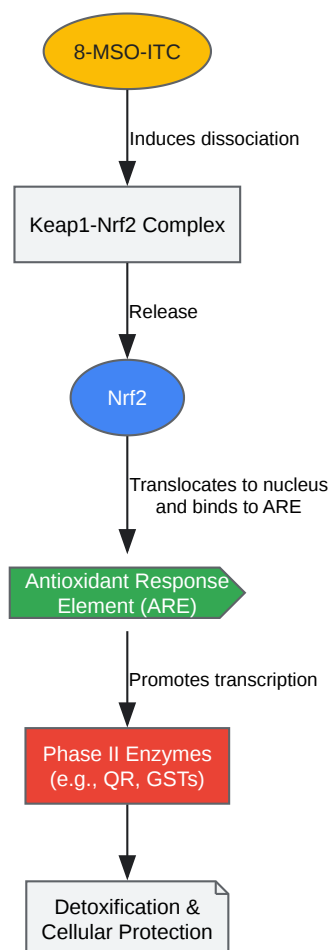 8-MSO-ITC
Induces dissociation
Keap1-Nrf2 Complex
Release
Nrf2
Translocates to nucleus
and binds to ARE
Antioxidant Response
Element (ARE)
Promotes transcription
Phase II Enzymes
(e.g., QR, GSTs)
Detoxification &
Cellular Protection